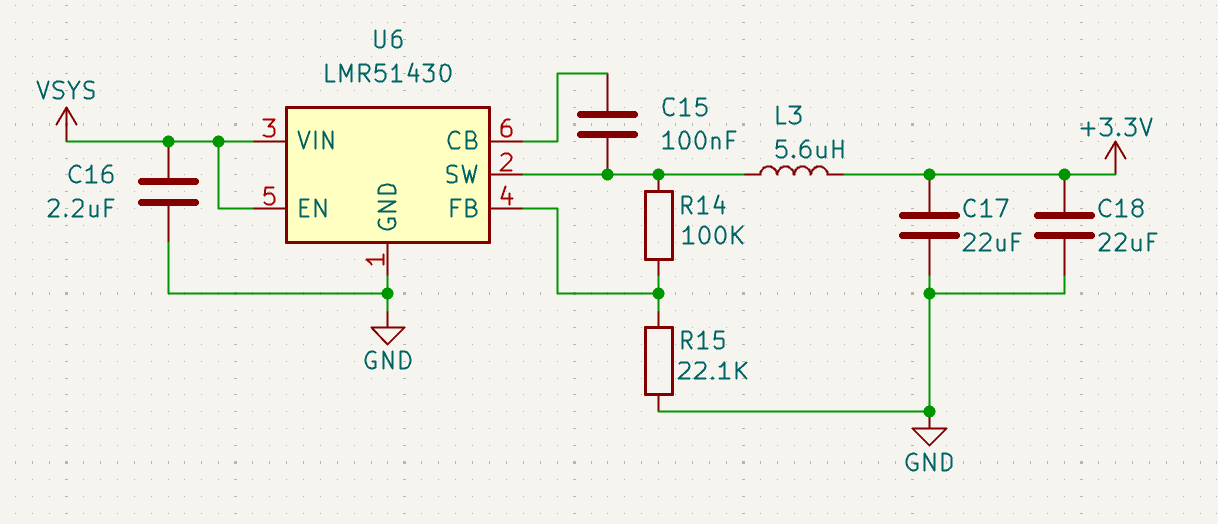 U6
LMR51430
VSYS
3
VIN
CB
6
C15
100nF
L3
5.6uH
+3.3V
C16
2.2uF
5
EN
GND
SW
2
FB
4
1
R14
100K
C17
22uF
C18
22uF
GND
R15
22.1K
GND